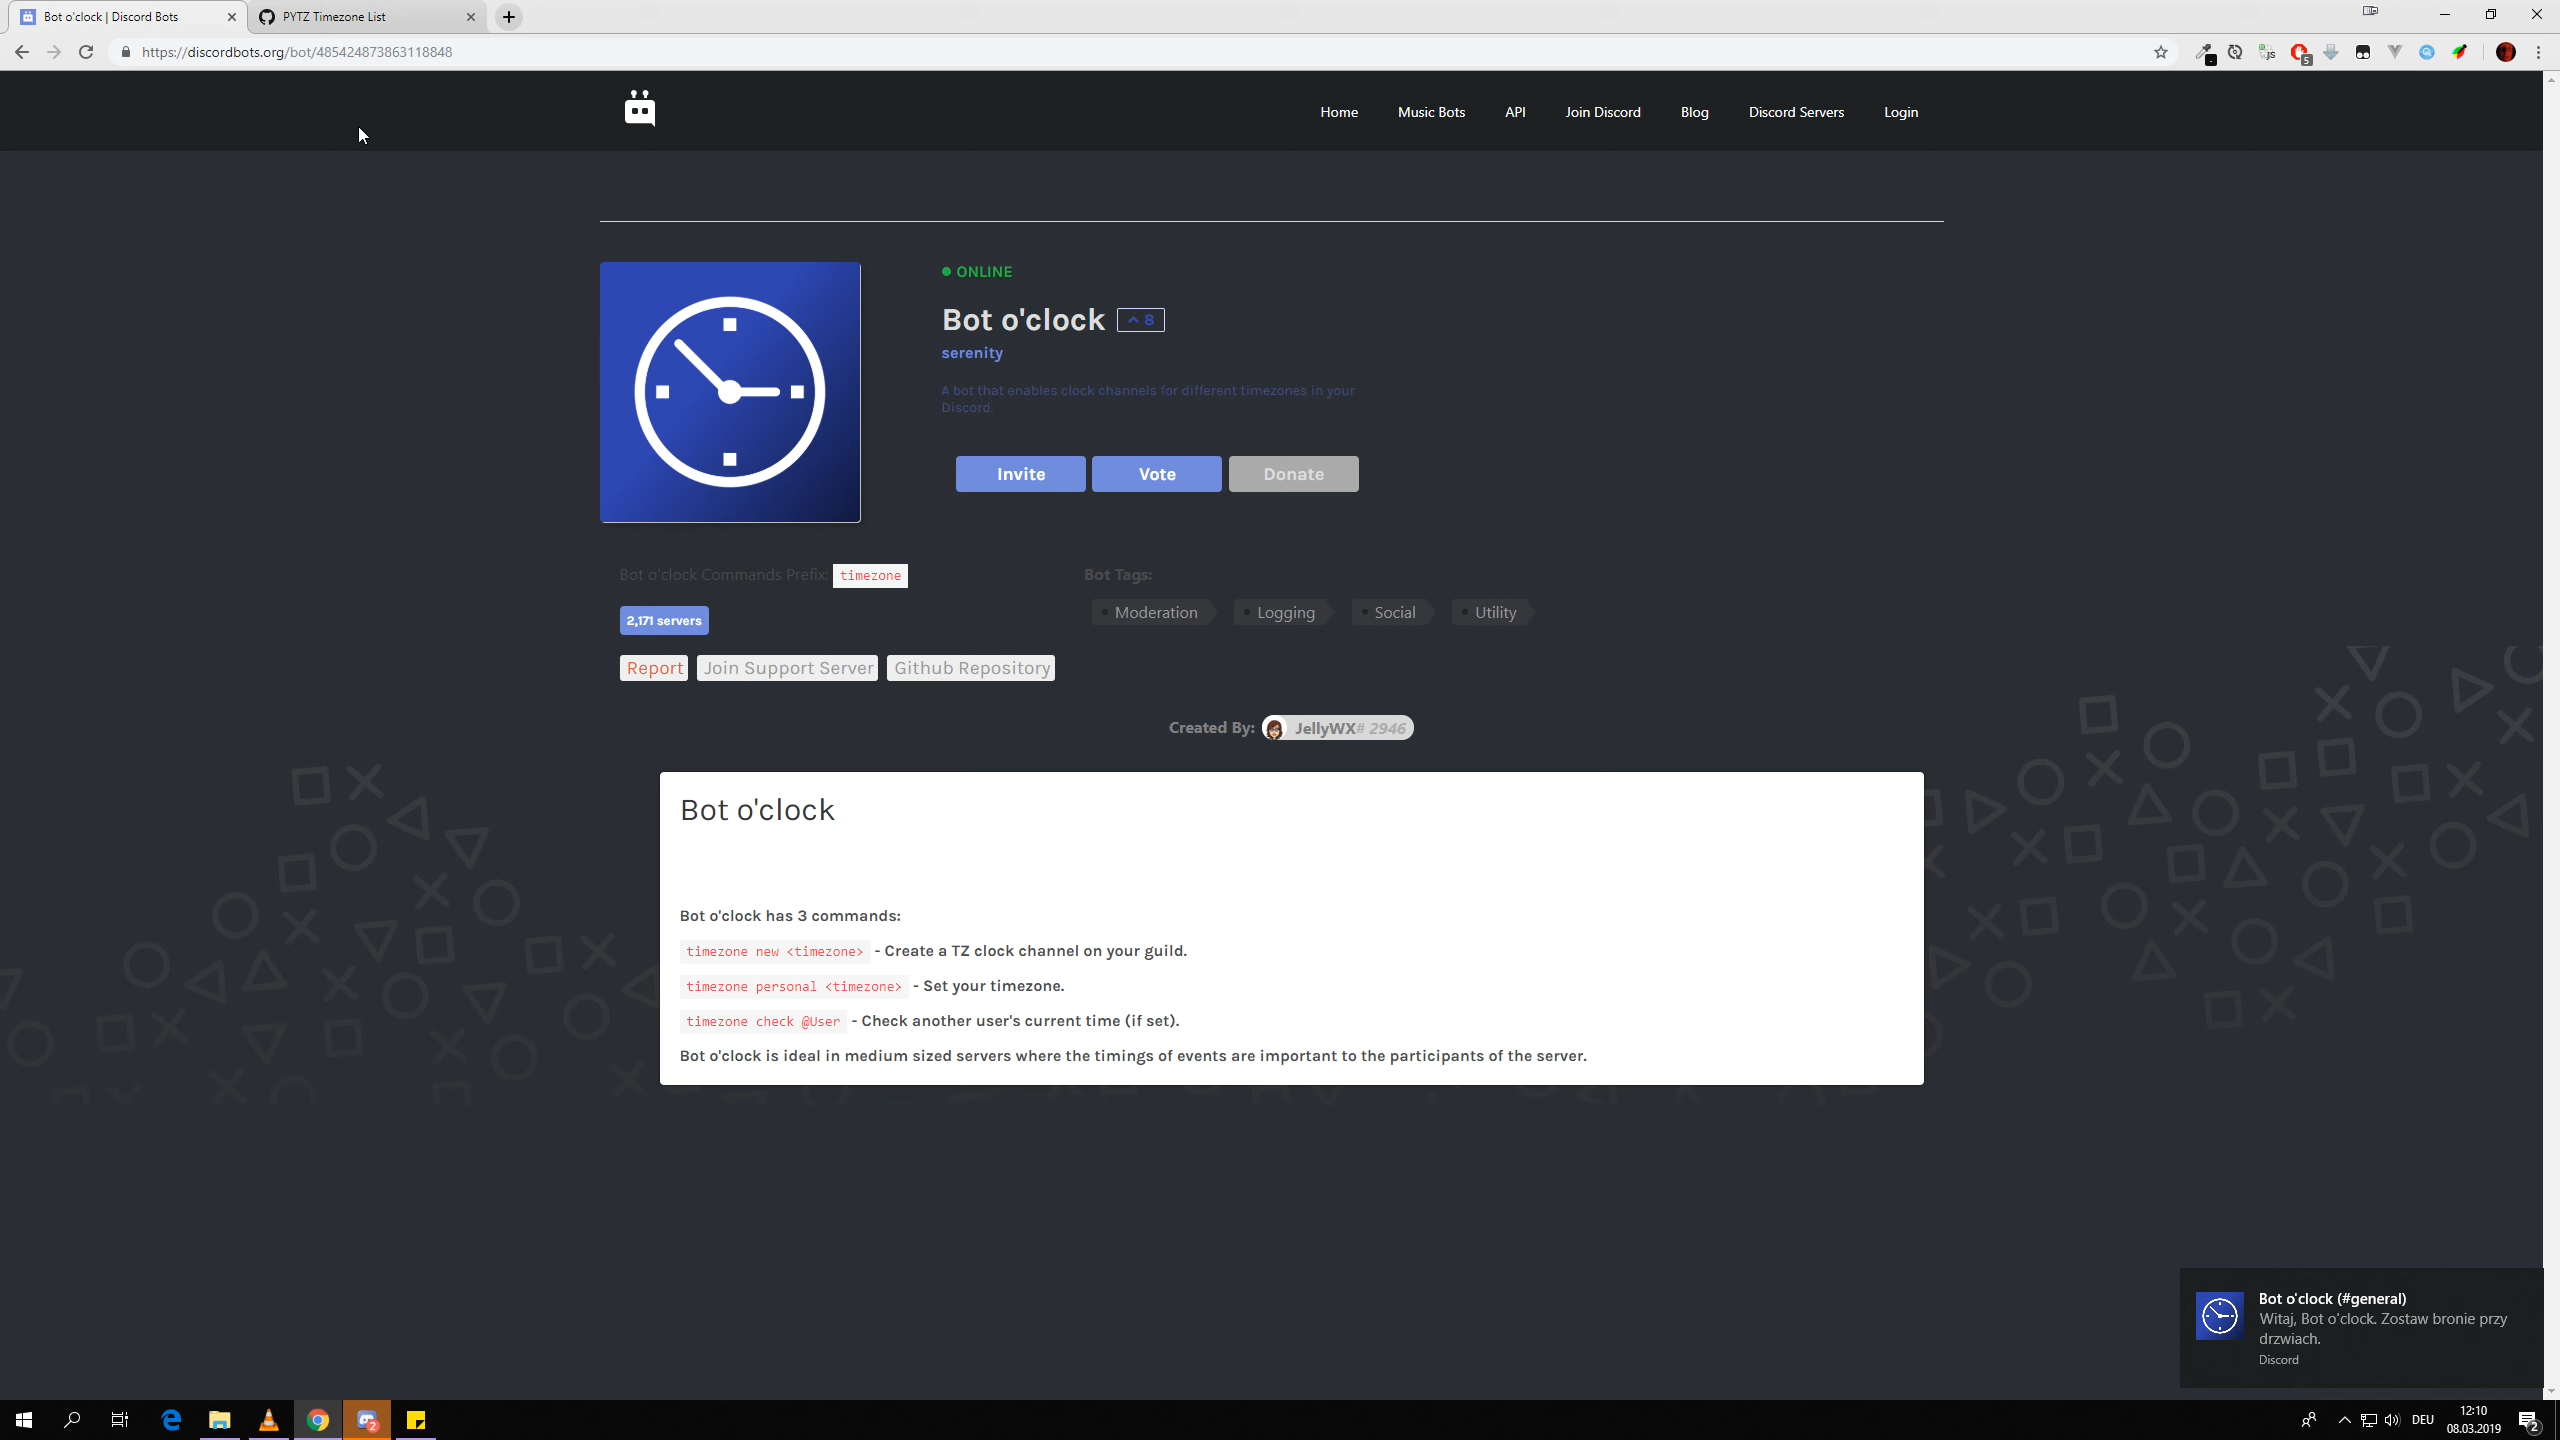 Bot o'clock | Discord Bots
PYTZ Timezone List
https://discordbots.org/bot/485424873863118848
5
Home
Music Bots
API
Join Discord
Blog
Discord Servers
Login
ONLINE
Bot o'clock
8
serenity
A bot that enables clock channels for different timezones in your
Discord.
Invite
Vote
Donate
Bot o'clock Commands Prefix: timezone
Bot Tags:
2,171 servers
Moderation
Logging
Social
Utility
Report
Join Support Server
Github Repository
Created By: JellyWX# 2946
Bot o'clock
Bot o'clock has 3 commands:
timezone new <timezone> - Create a TZ clock channel on your guild.
timezone personal <timezone> - Set your timezone.
timezone check @User - Check another user's current time (if set).
Bot o'clock is ideal in medium sized servers where the timings of events are important to the participants of the server.
Bot o'clock (#general)
Witaj, Bot o'clock. Zostaw bronie przy
drzwiach.
Discord
2
DEU
12:10
08.03.2019
2